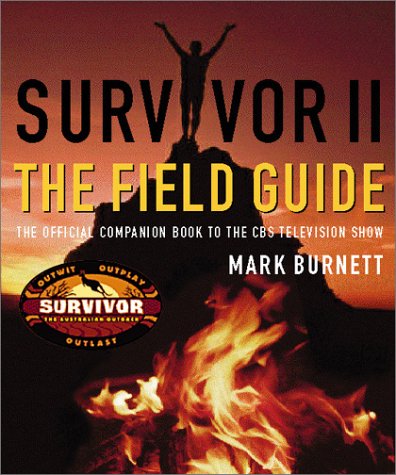 SURVIVOR II
THE FIELD GUIDE
THE OFFICIAL COMPANION BOOK TO THE CBS TELEVISION SHOW
MARK BURNETT
OUTWIT OUTPLAY
SURVIVOR
THE AUSTRALIAN OUTBACK
OUTLAST